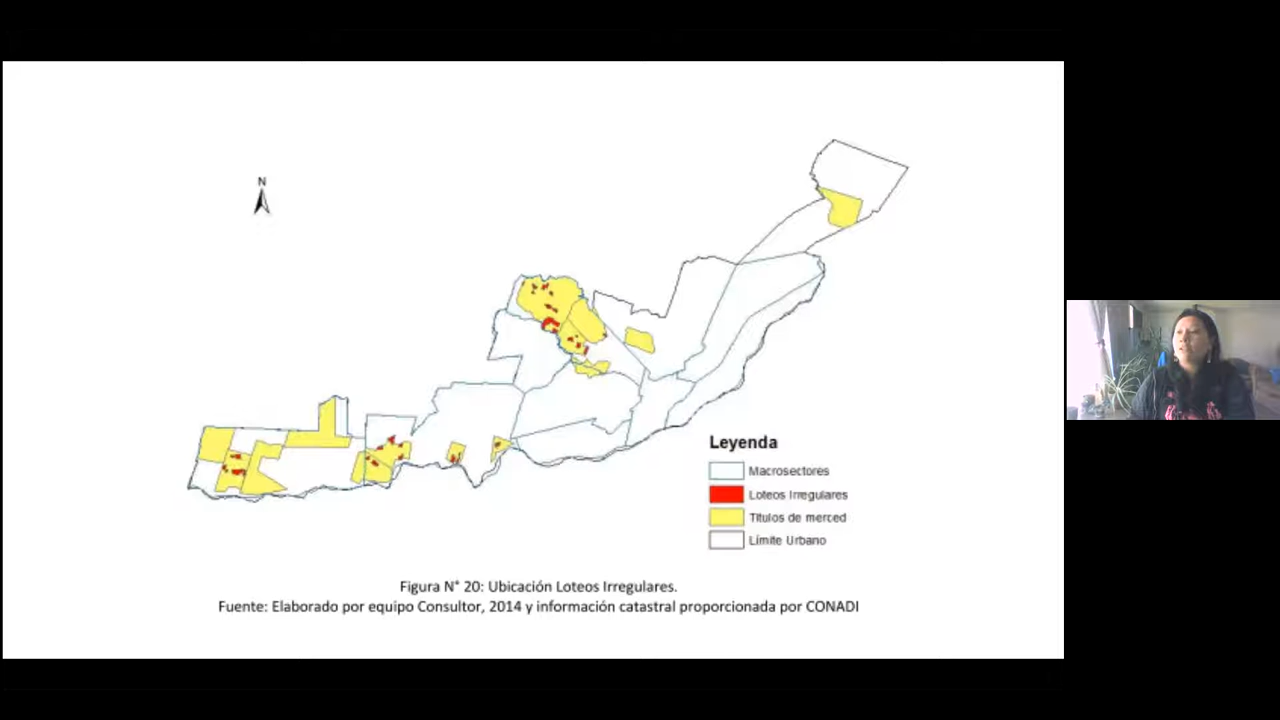 N
Leyenda
Macrosectores
Loteos Irregulares
Títulos de merced
Límite Urbano
Figura N° 20: Ubicación Loteos Irregulares.
Fuente: Elaborado por equipo Consultor, 2014 y información catastral proporcionada por CONADI